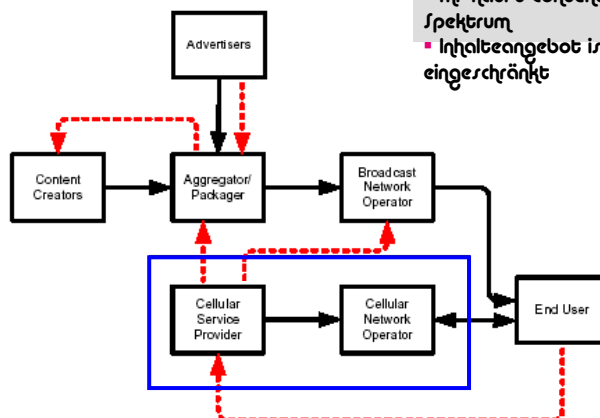 Spektrum
▪ Inhalteangebot is
eingeschränkt
Advertisers
Content
Creators
Aggregator/
Packager
Broadcast
Network
Operator
Cellular
Service
Provider
Cellular
Network
Operator
End User